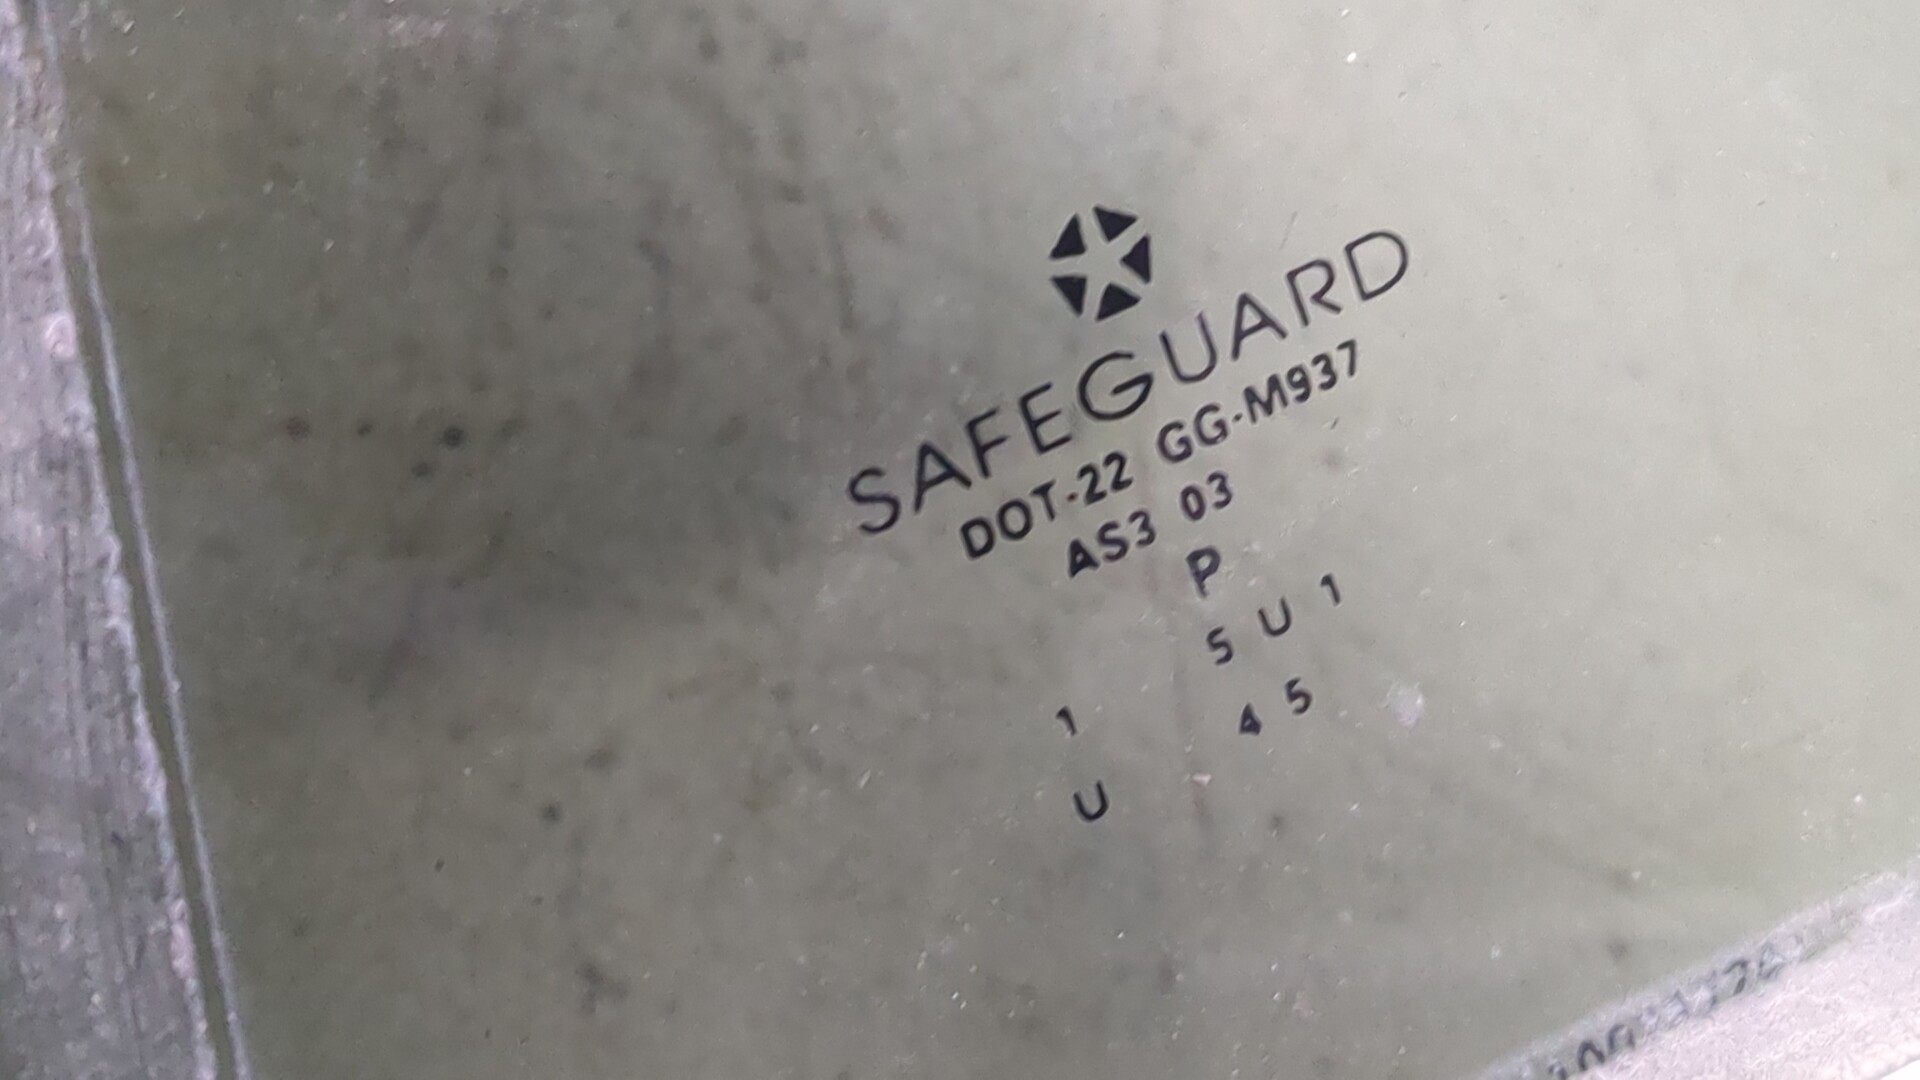 SAFEGUARD
DOT-22 GG-M937
AS3 03
P
5 U 1
1 4 5
U